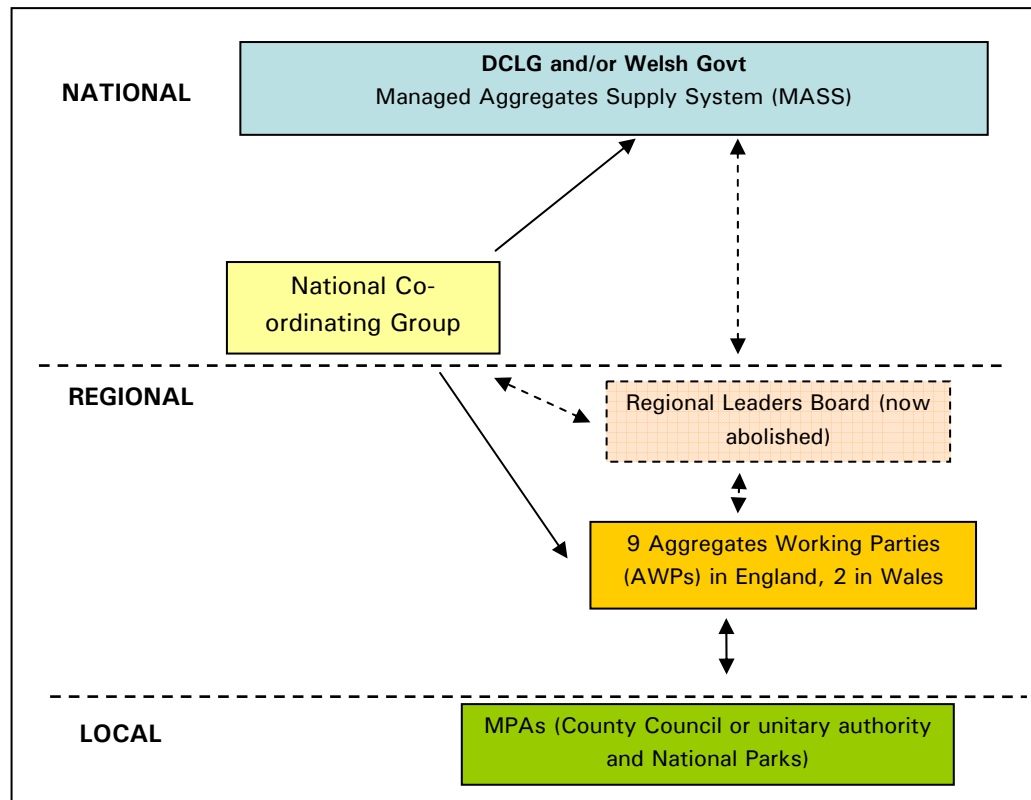 NATIONAL
DCLG and/or Welsh Govt
Managed Aggregates Supply System (MASS)
National Co-
ordinating Group
REGIONAL
Regional Leaders Board (now
abolished)
9 Aggregates Working Parties
(AWPs) in England, 2 in Wales
LOCAL
MPAs (County Council or unitary authority
and National Parks)